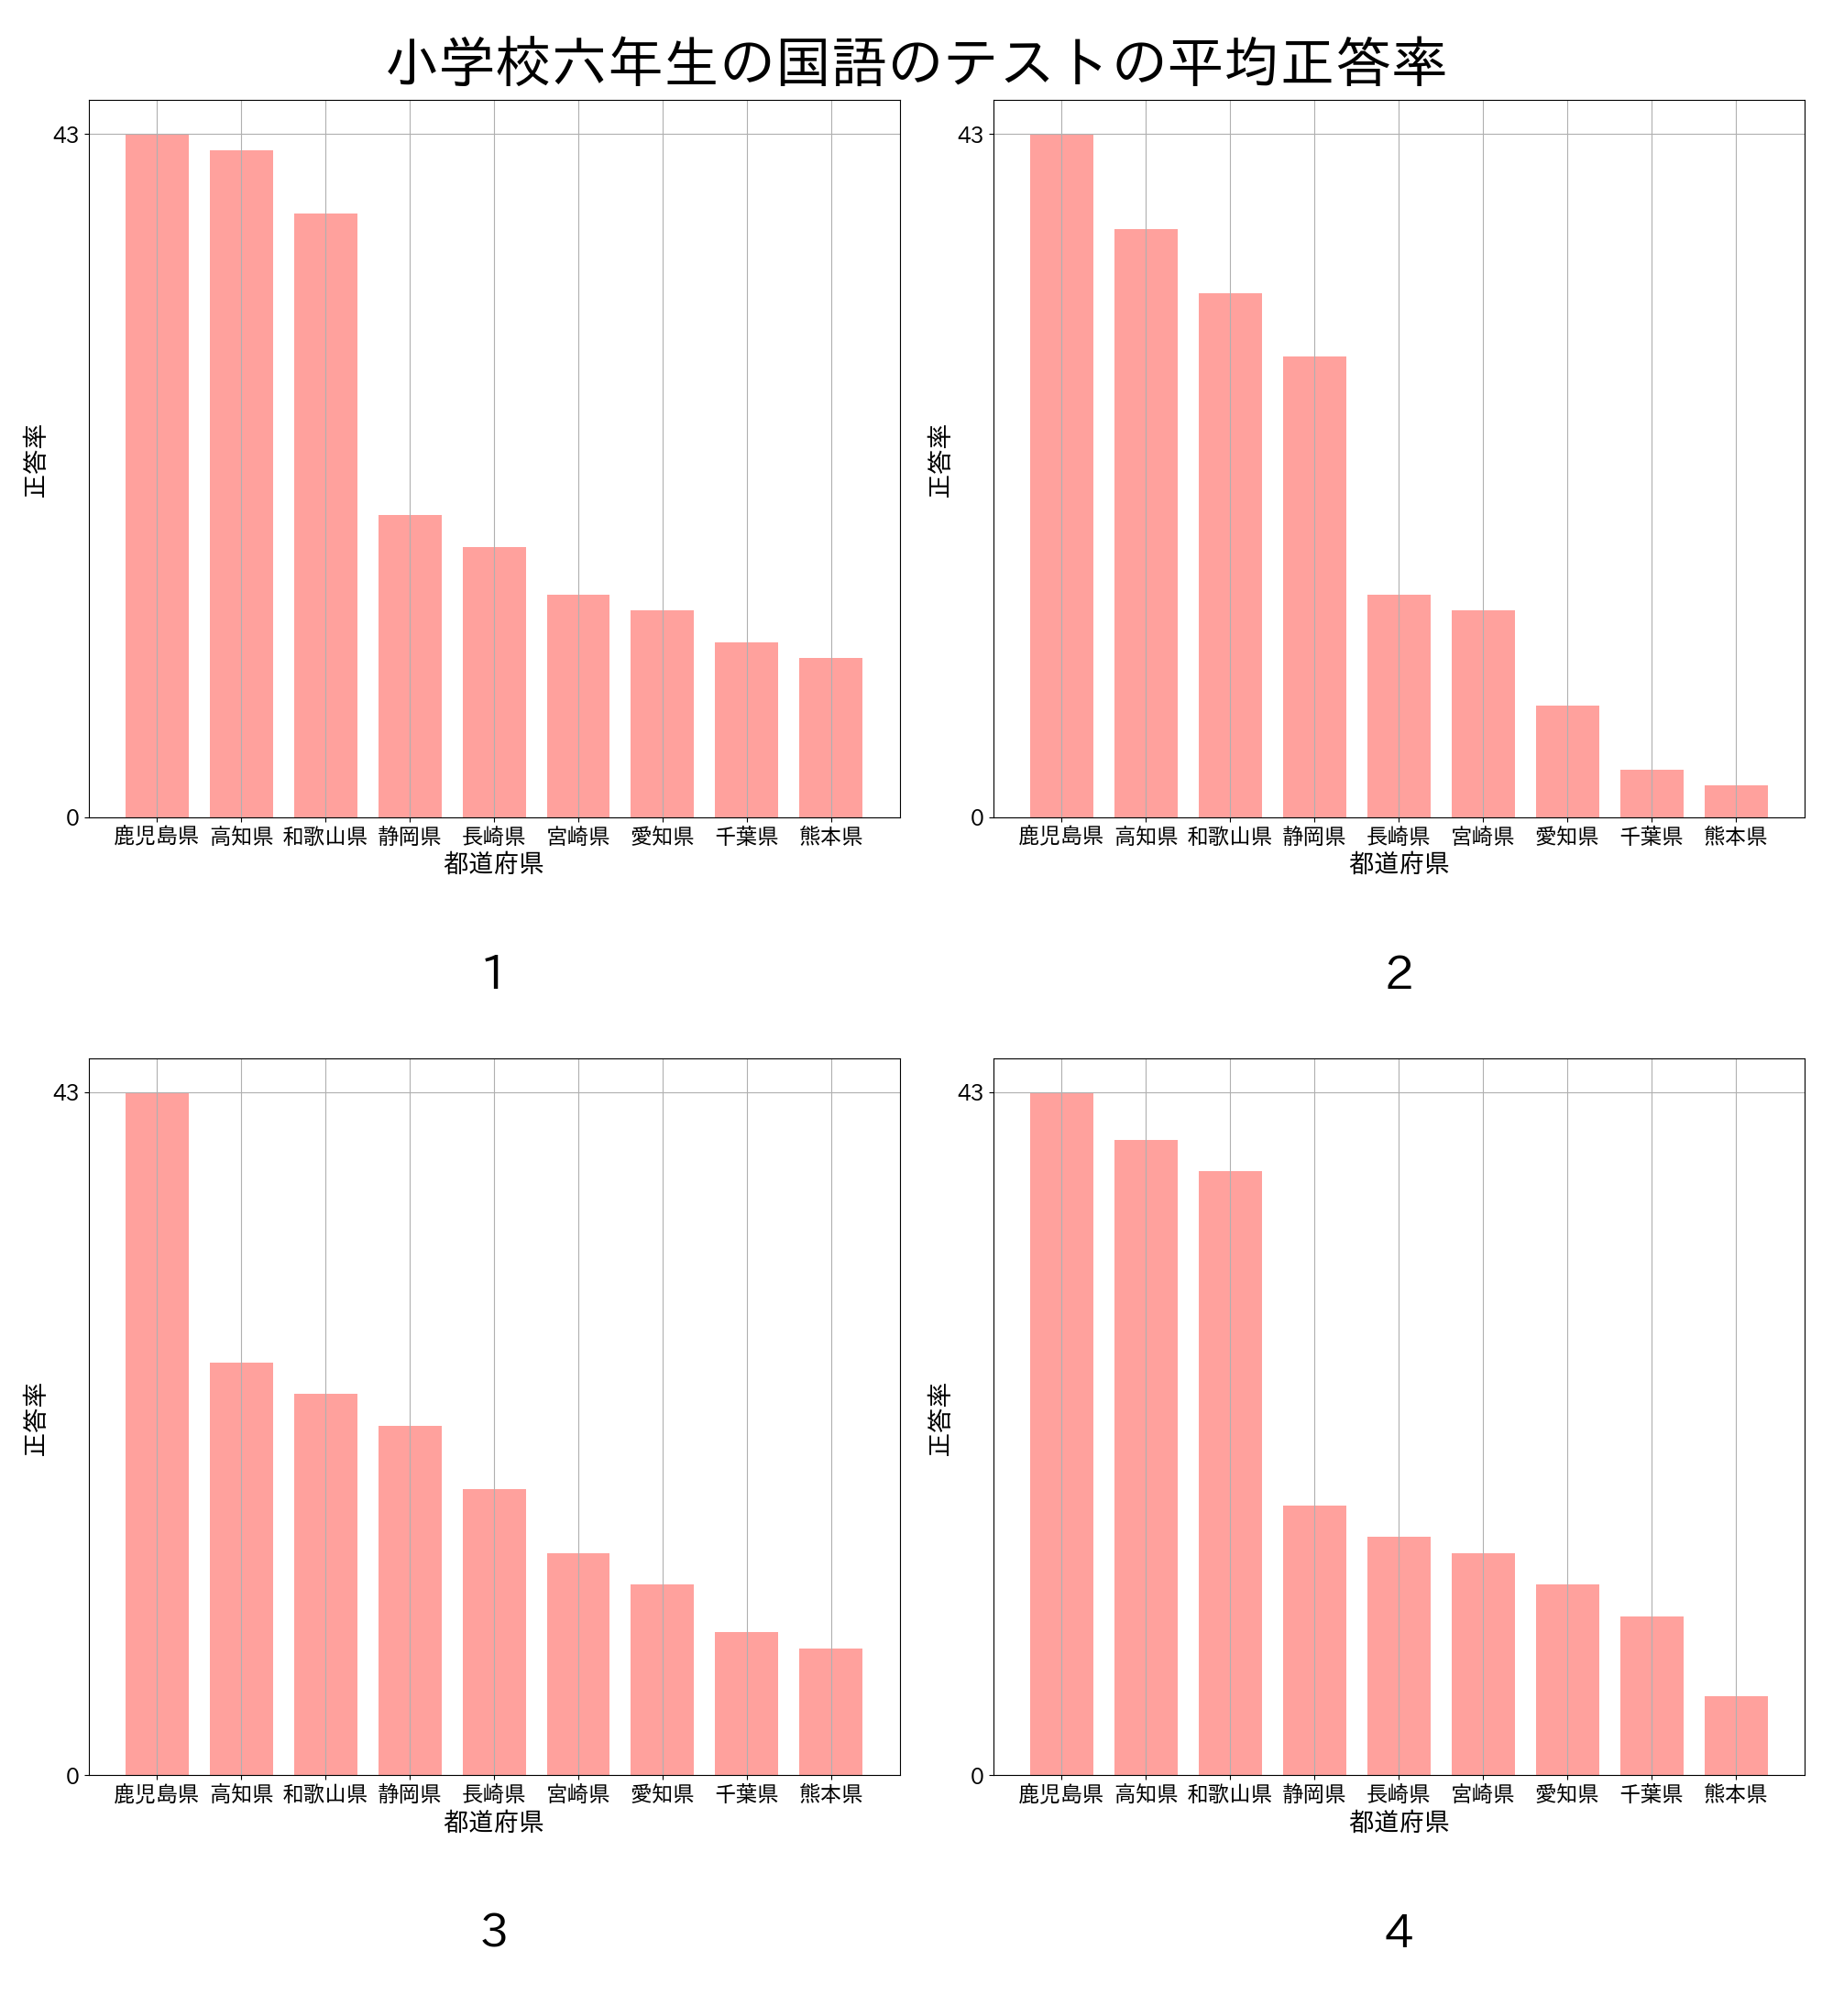 小学校六年生の国語のテストの平均正答率
43
0
正答率
鹿児島県 高知県 和歌山県 静岡県 長崎県 宮崎県 愛知県 千葉県 熊本県
都道府県
1
43
0
正答率
鹿児島県 高知県 和歌山県 静岡県 長崎県 宮崎県 愛知県 千葉県 熊本県
都道府県
2
43
0
正答率
鹿児島県 高知県 和歌山県 静岡県 長崎県 宮崎県 愛知県 千葉県 熊本県
都道府県
3
43
0
正答率
鹿児島県 高知県 和歌山県 静岡県 長崎県 宮崎県 愛知県 千葉県 熊本県
都道府県
4